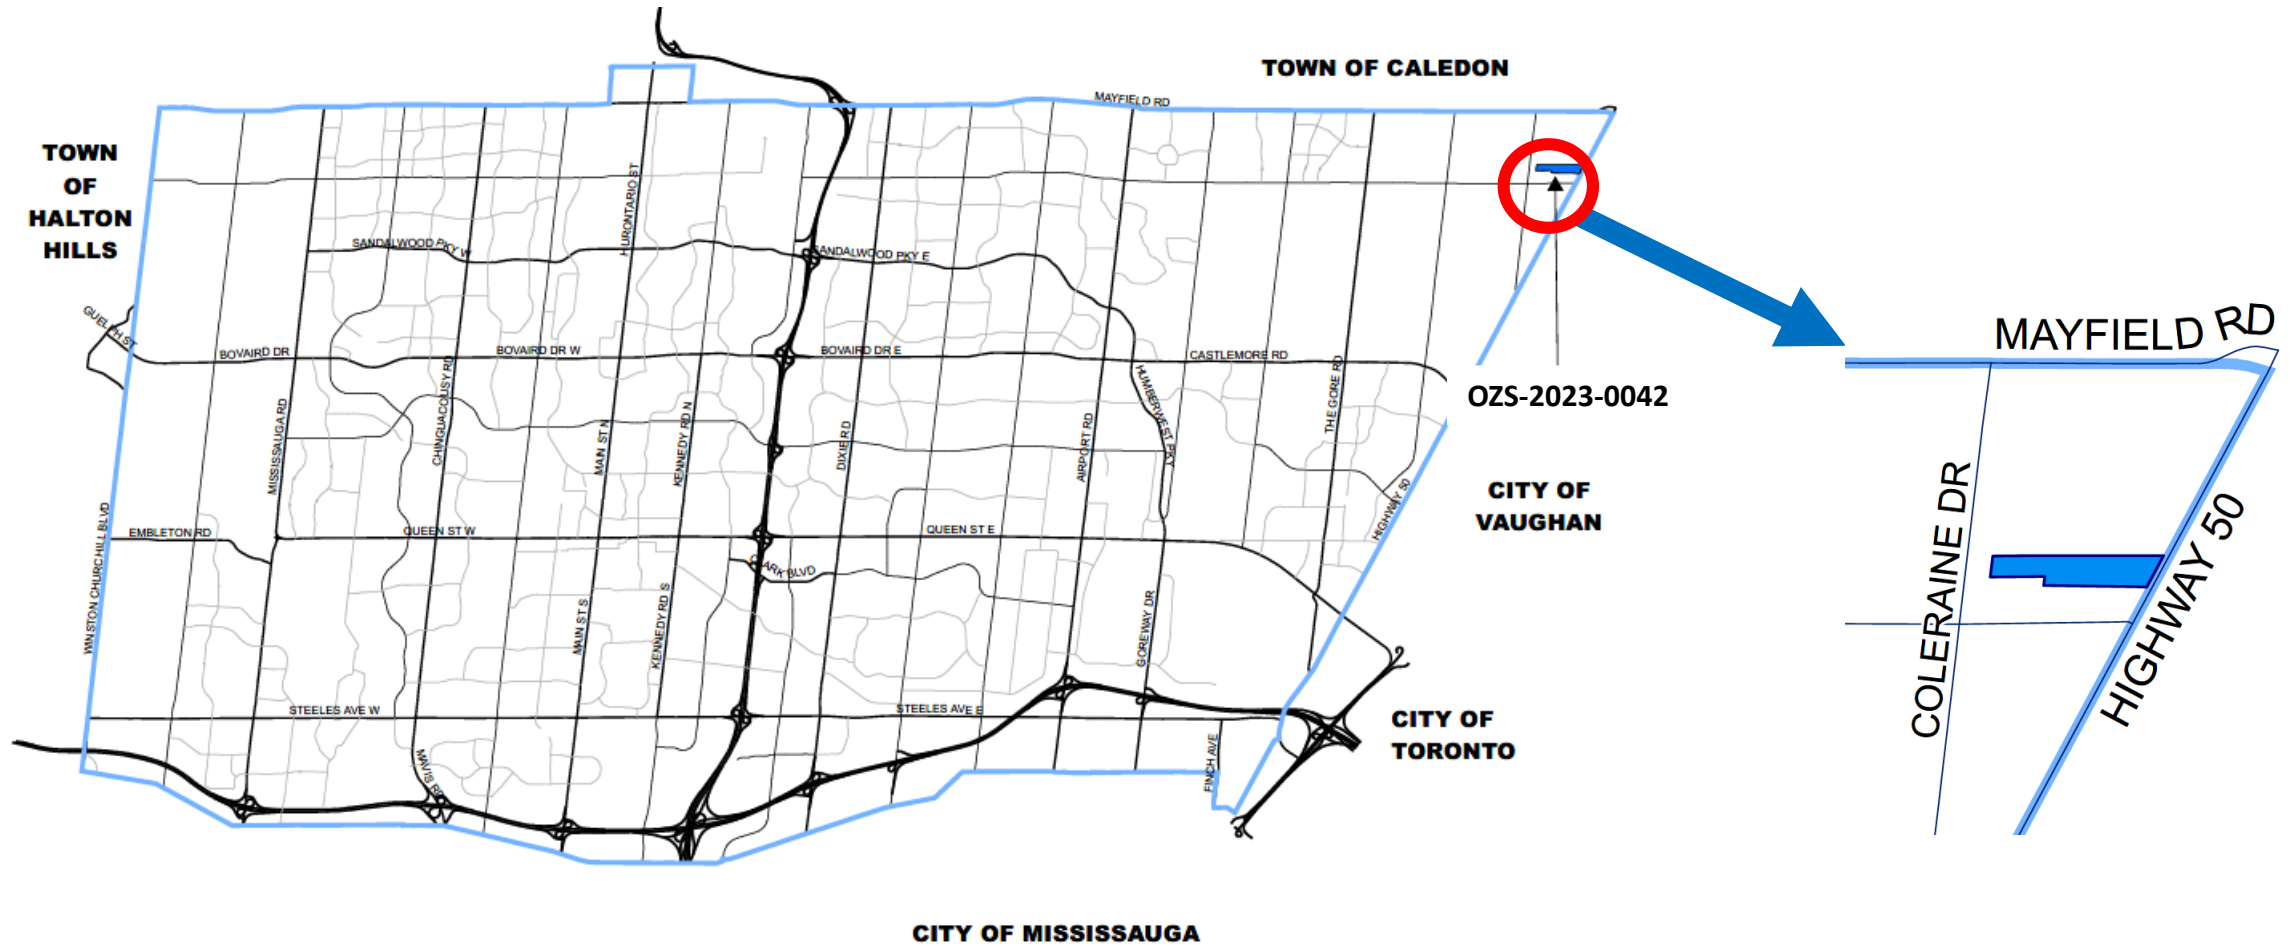 TOWN OF CALEDON
MAYFIELD RD
TOWN
OF
HALTON
HILLS
HURONTARIO ST
SANDALWOOD PKY W
SANDALWOOD PKY E
GUELPH ST
BOVAIRD DR
BOVAIRD DR W
BOVAIRD DR E
CASTLEMORE RD
MAYFIELD RD
OZS-2023-0042
CHINGUACOUSY RD
MISSISSAUGA RD
MAIN ST N
KENNEDY RD N
DIXIE RD
AIRPORT RD
HUMBERWEST PKY
THE GORE RD
HIGHWAY 50
CITY OF
VAUGHAN
COLERAINE DR
HIGHWAY 50
WINSTON CHURCHILL BLVD
EMBLETON RD
QUEEN ST W
QUEEN ST E
CLARK BLVD
MAIN ST S
KENNEDY RD S
GOREWAY DR
STEELES AVE W
STEELES AVE E
MAVIS RD
FINCH AVE
CITY OF
TORONTO
CITY OF MISSISSAUGA